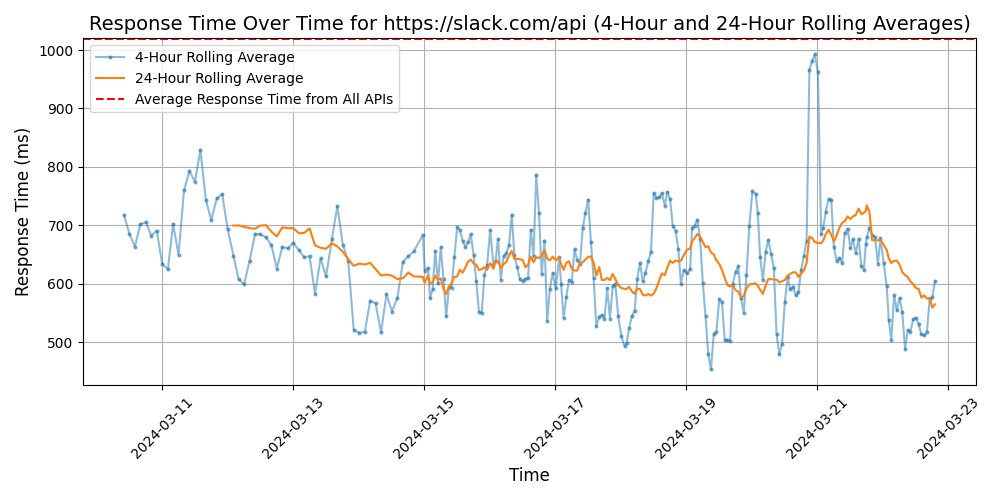 Response Time Over Time for https://slack.com/api (4-Hour and 24-Hour Rolling Averages)
4-Hour Rolling Average
24-Hour Rolling Average
Average Response Time from All APIs
Response Time (ms)
1000
900
800
700
600
500
2024-03-11
2024-03-13
2024-03-15
2024-03-17
2024-03-19
2024-03-21
2024-03-23
Time